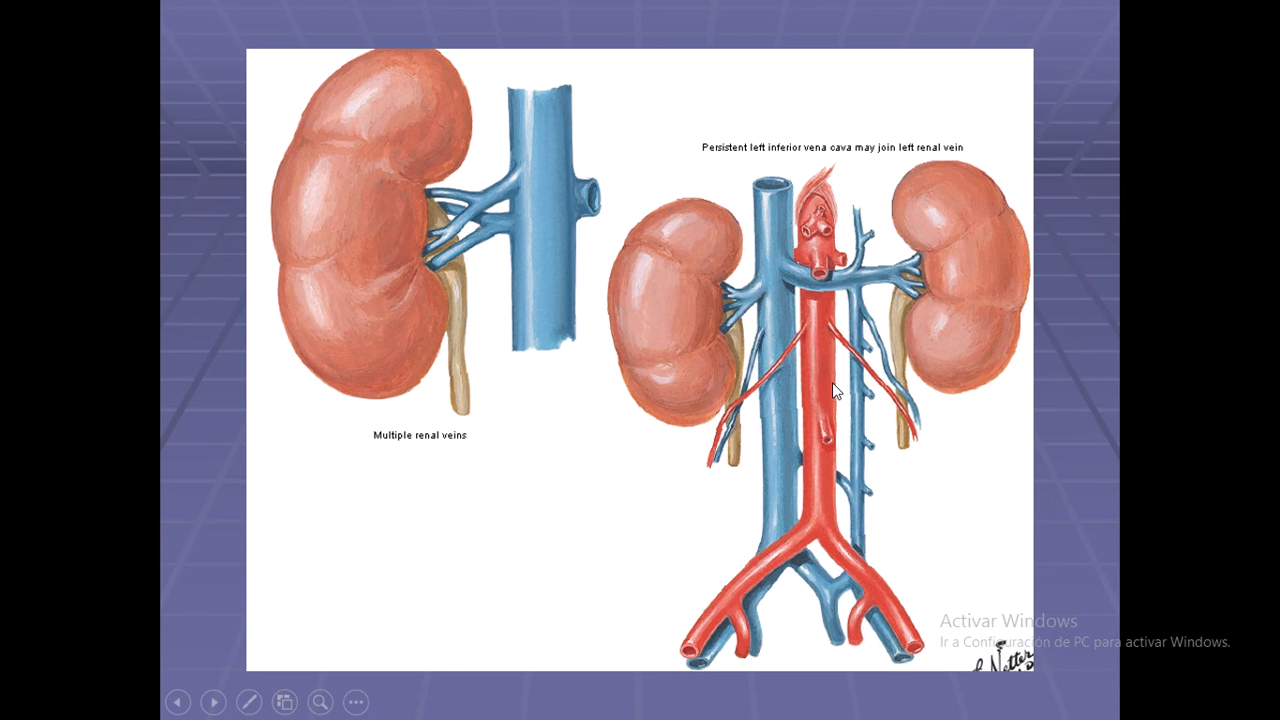 Persistent left inferior vena cava may join left renal vein
Multiple renal veins
Activar Windows
Ir a Configuración de PC para activar Windows.
Netter